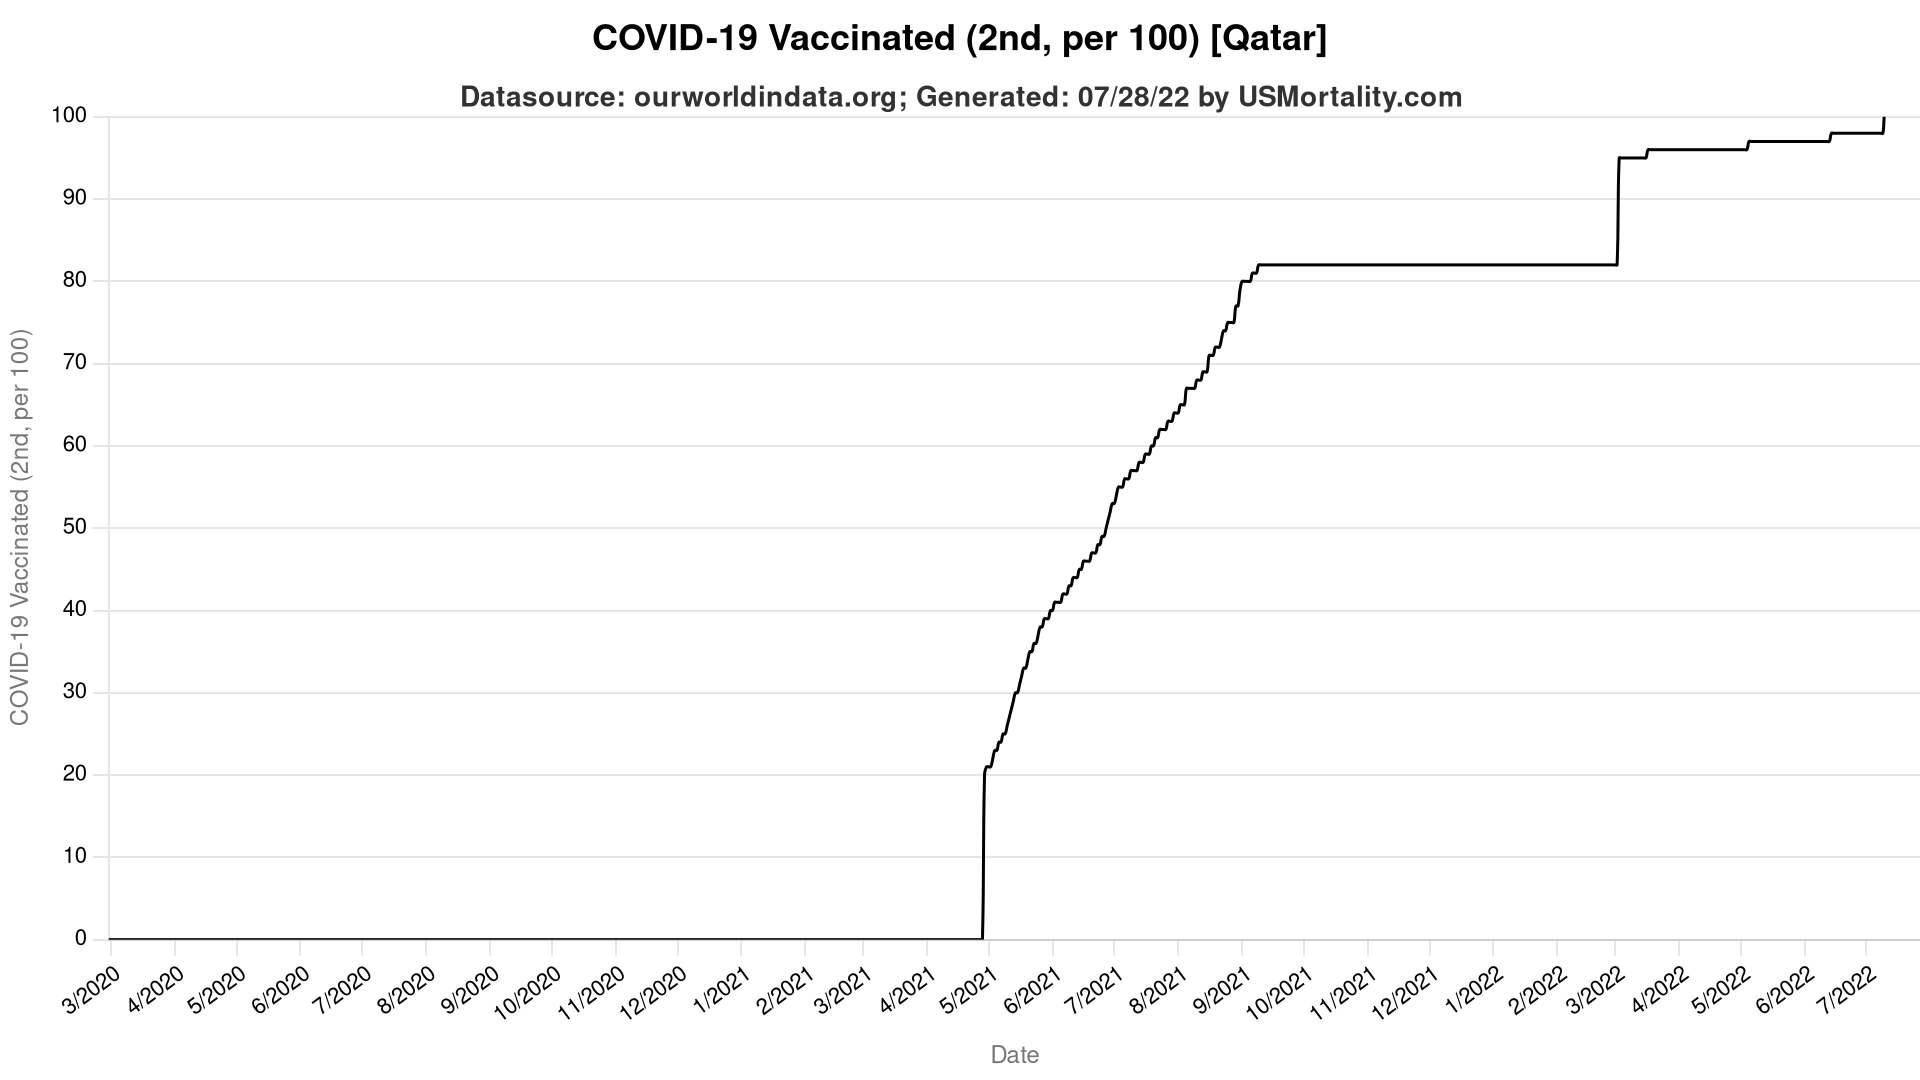 COVID-19 Vaccinated (2nd, per 100) [Qatar]
Datasource: ourworldindata.org; Generated: 07/28/22 by USMortality.com
COVID-19 Vaccinated (2nd, per 100)
100
90
80
70
60
50
40
30
20
10
0
3/2020 4/2020 5/2020 6/2020 7/2020 8/2020 9/2020 10/2020 11/2020 12/2020 1/2021 2/2021 3/2021 4/2021 5/2021 6/2021 7/2021 8/2021 9/2021 10/2021 11/2021 12/2021 1/2022 2/2022 3/2022 4/2022 5/2022 6/2022 7/2022
Date